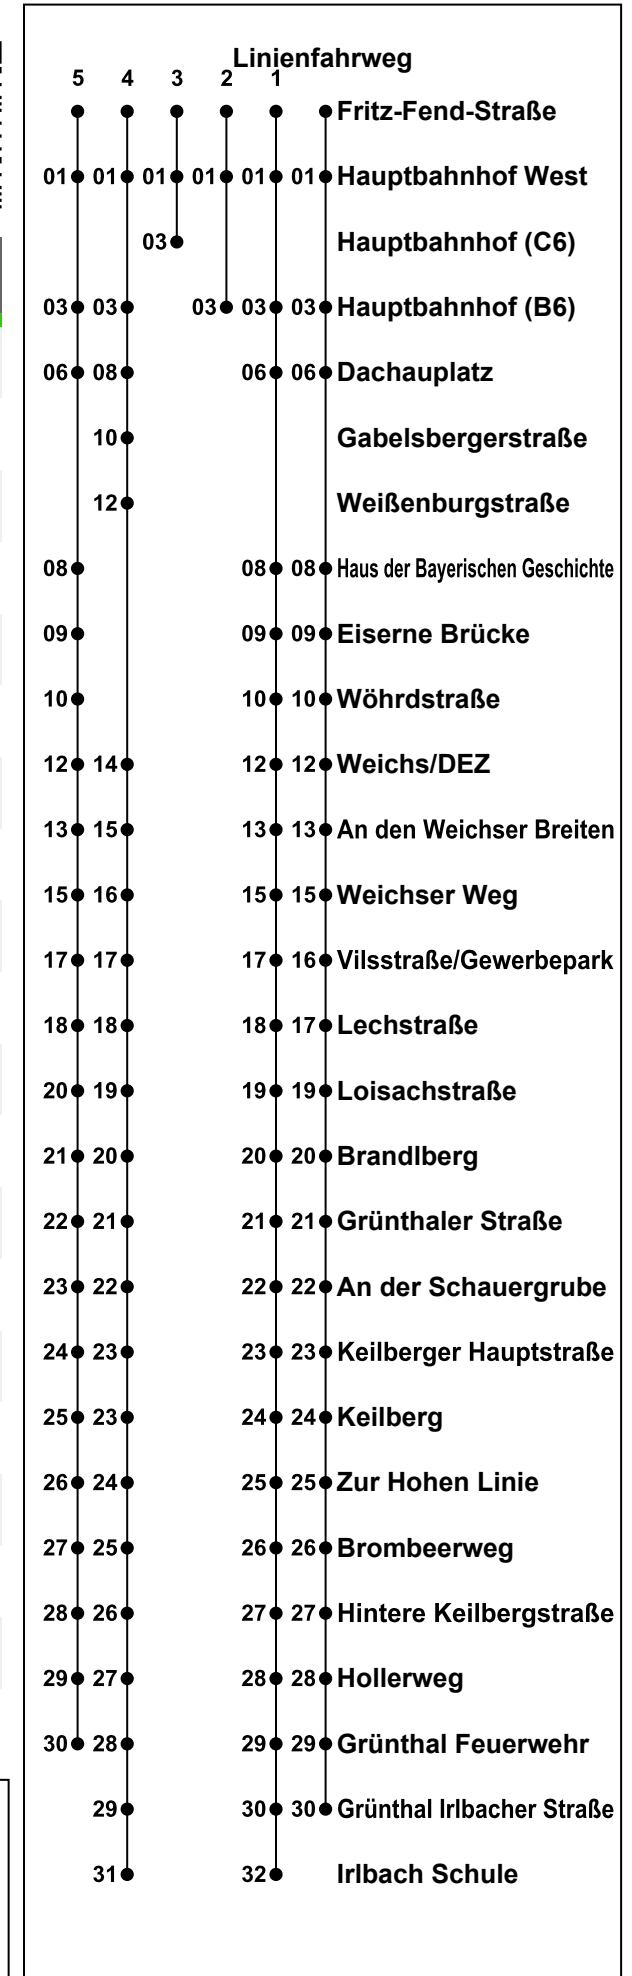 Linienfahrweg
5 4 3 2 1
Fritz-Fend-Straße
01 01 01 01 01 01 Hauptbahnhof West
03 Hauptbahnhof (C6)
03 03 03 03 03 Hauptbahnhof (B6)
06 08 06 06 Dachauplatz
10 Gabelsbergerstraße
12 Weißenburgstraße
08 08 08 Haus der Bayerischen Geschichte
09 09 09 Eiserne Brücke
10 10 10 Wöhrdstraße
12 14 12 12 Weichs/DEZ
13 15 13 13 An den Weichser Breiten
15 16 15 15 Weichser Weg
17 17 17 16 Vilsstraße/Gewerbepark
18 18 18 17 Lechstraße
20 19 19 19 Loisachstraße
21 20 20 20 Brandlberg
22 21 21 21 Grünthaler Straße
23 22 22 22 An der Schauergrube
24 23 23 23 Keilberger Hauptstraße
25 23 24 24 Keilberg
26 24 25 25 Zur Hohen Linie
27 25 26 26 Brombeerweg
28 26 27 27 Hintere Keilbergstraße
29 27 28 28 Hollerweg
30 28 29 29 Grünthal Feuerwehr
29 30 30 Grünthal Irlbacher Straße
31 32 Irlbach Schule